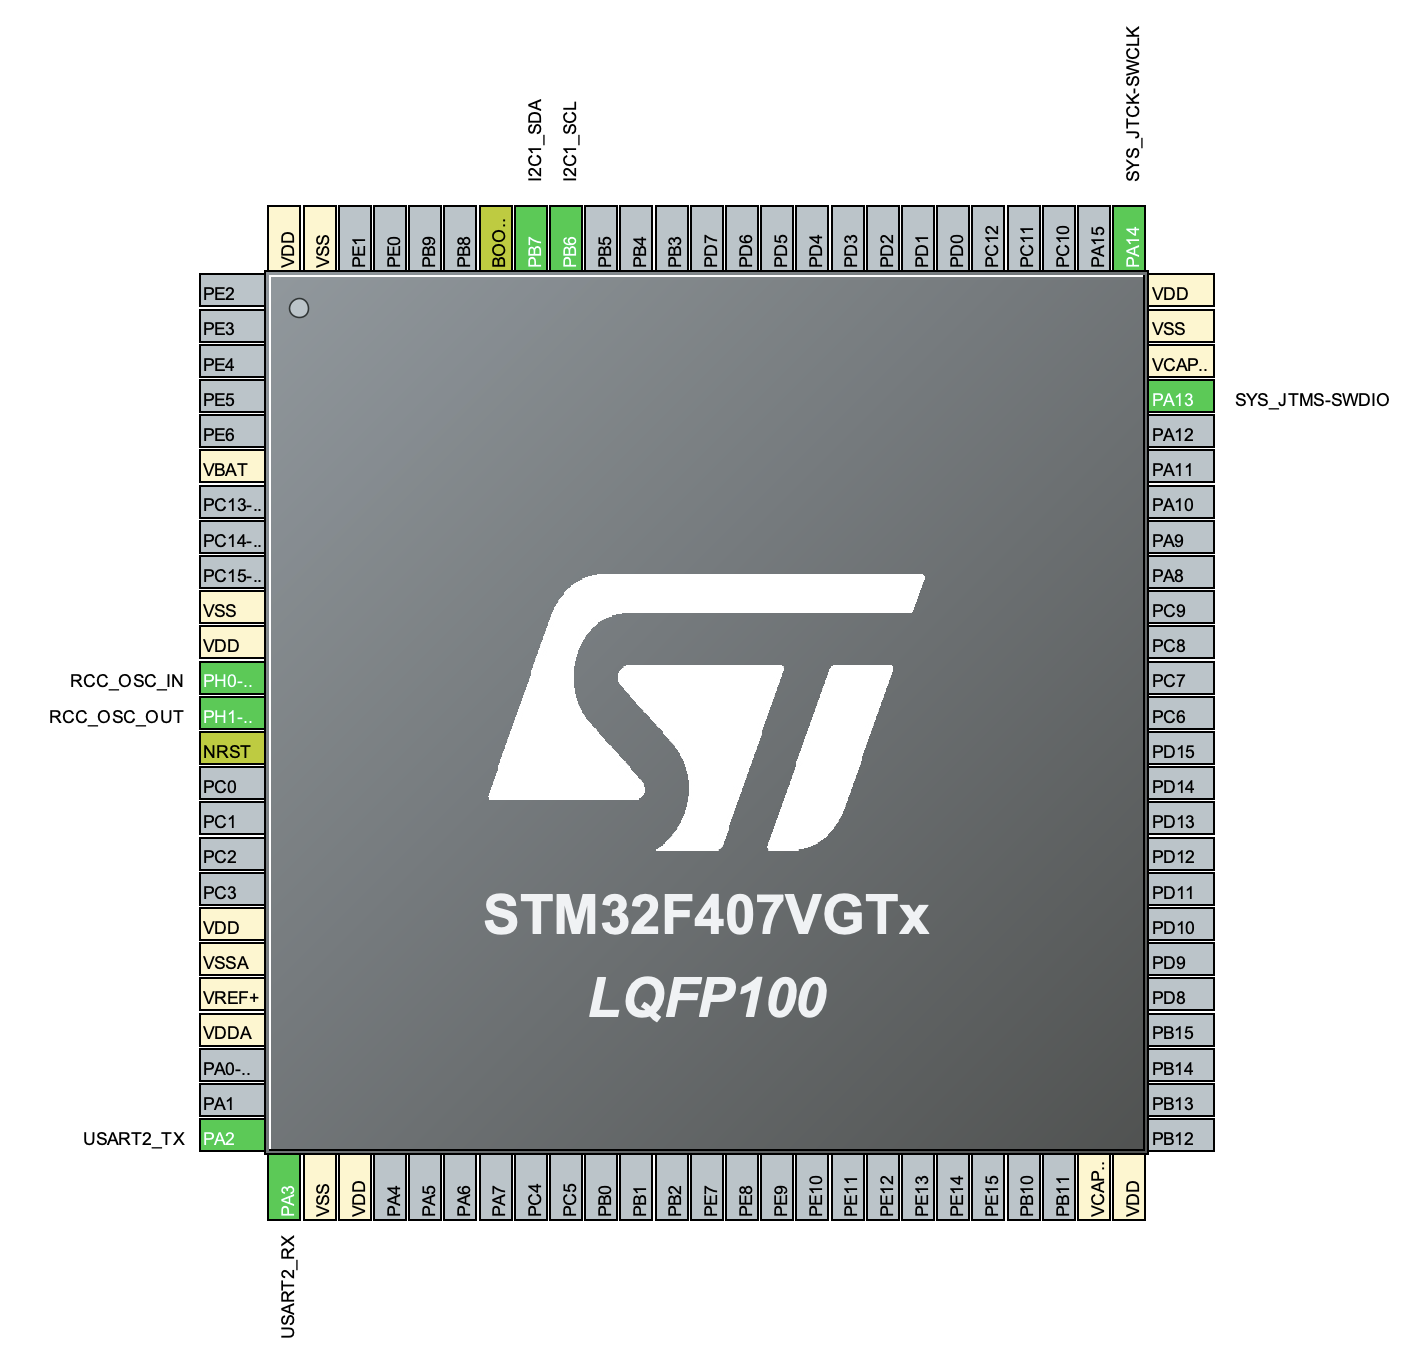 SYS_JTCK-SWCLK
I2C1_SDA
I2C1_SCL
VDD
VSS
PE1
PE0
PB9
PB8
BOO..
PB7
PB6
PB5
PB4
PB3
PD7
PD6
PD5
PD4
PD3
PD2
PD1
PD0
PC12
PC11
PC10
PA15
PA14
PE2
PE3
PE4
PE5
PE6
VBAT
PC13-..
PC14-..
PC15-..
VSS
VDD
RCC_OSC_IN PH0-..
RCC_OSC_OUT PH1-..
NRST
PC0
PC1
PC2
PC3
VDD
VSSA
VREF+
VDDA
PA0-..
PA1
USART2_TX PA2
STM32F407VGTx
LQFP100
VDD
VSS
VCAP..
PA13 SYS_JTMS-SWDIO
PA12
PA11
PA10
PA9
PA8
PC9
PC8
PC7
PC6
PD15
PD14
PD13
PD12
PD11
PD10
PD9
PD8
PB15
PB14
PB13
PB12
PA3
VSS
VDD
PA4
PA5
PA6
PA7
PC4
PC5
PB0
PB1
PB2
PE7
PE8
PE9
PE10
PE11
PE12
PE13
PE14
PE15
PB10
PB11
VCAP..
VDD
USART2_RX